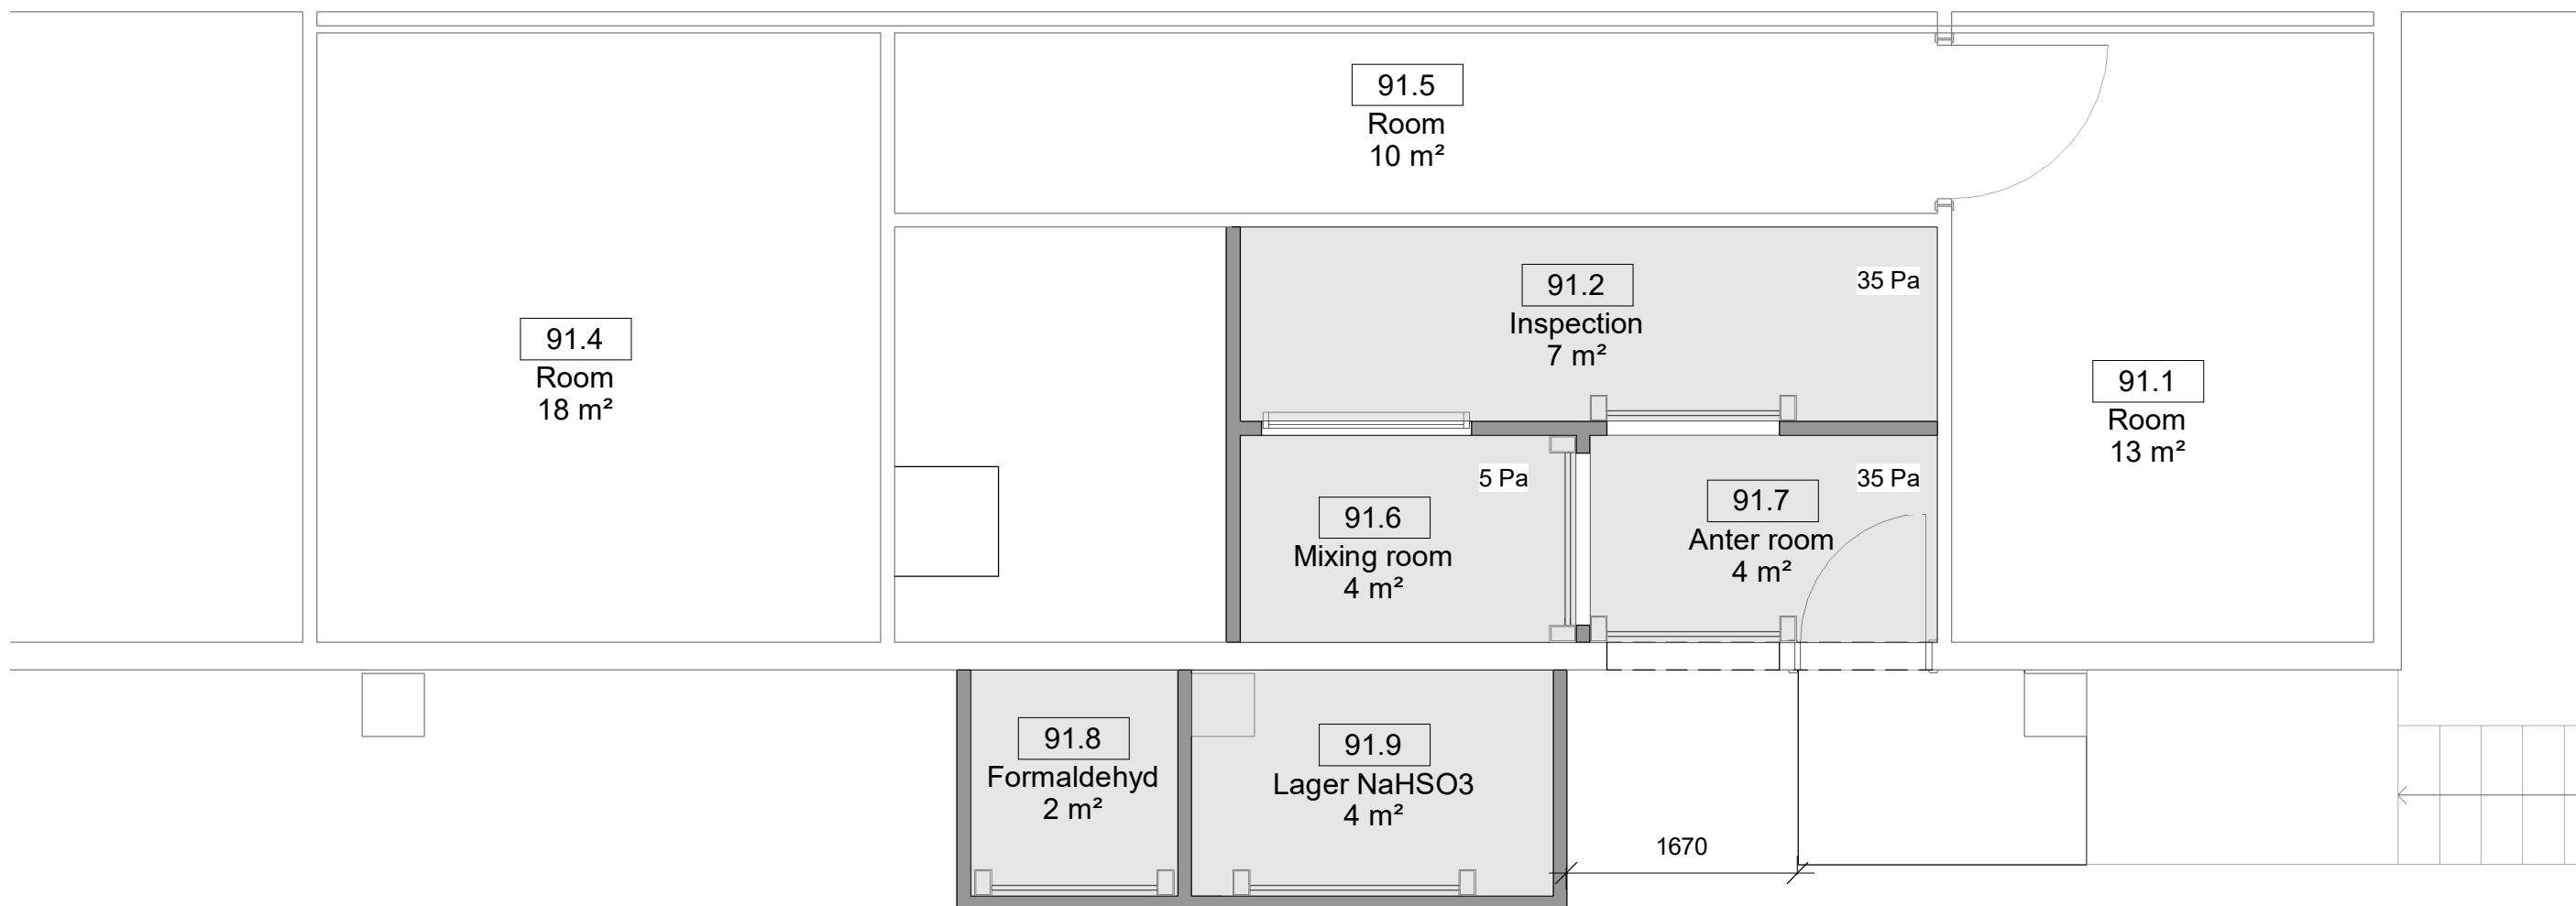 91.5
Room
10 m²
91.2
Inspection
7 m²
35 Pa
91.4
Room
18 m²
91.1
Room
13 m²
5 Pa
91.6
Mixing room
4 m²
35 Pa
91.7
Anter room
4 m²
91.8
Formaldehyd
2 m²
91.9
Lager NaHSO3
4 m²
1670